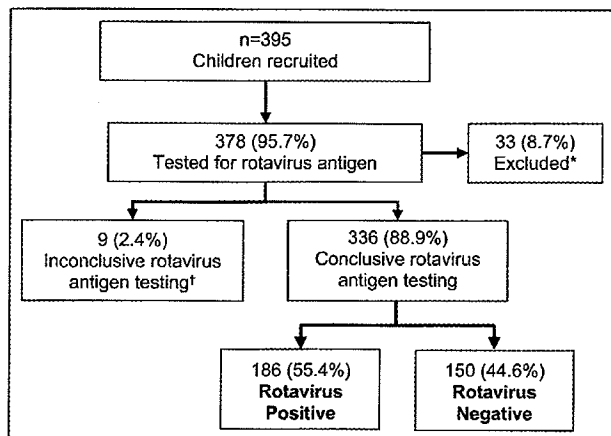 n=395
Children recruited
378 (95.7%)
Tested for rotavirus antigen
33 (8.7%)
Excluded*
9 (2.4%)
Inconclusive rotavirus
antigen testing†
336 (88.9%)
Conclusive rotavirus
antigen testing
186 (55.4%)
Rotavirus
Positive
150 (44.6%)
Rotavirus
Negative